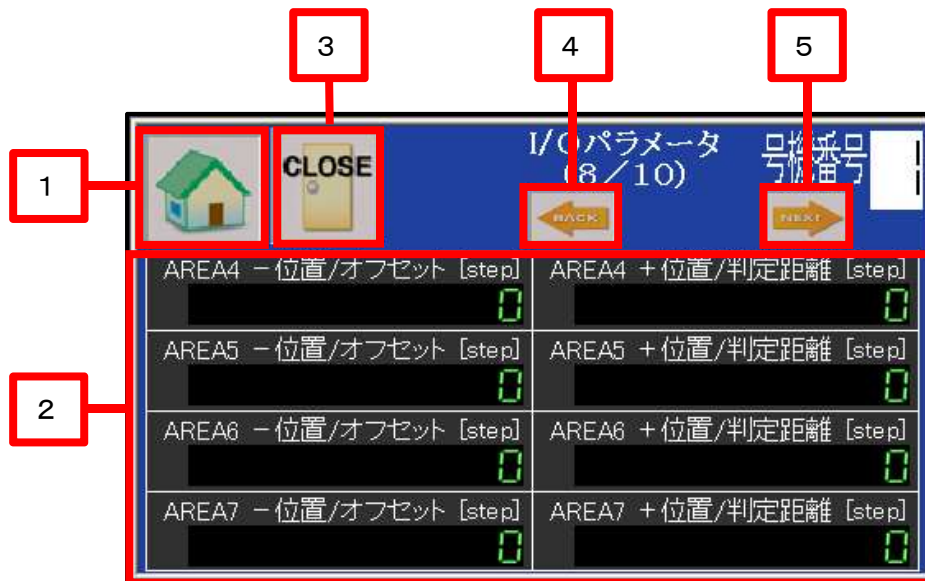 3 4 5
1
CLOSE
I/Oパラメータ
(8/10)
号機番号
1
BACK
NEXT
2
AREA4 -位置/オフセット [step]
0
AREA4 +位置/判定距離 [step]
0
AREA5 -位置/オフセット [step]
0
AREA5 +位置/判定距離 [step]
0
AREA6 -位置/オフセット [step]
0
AREA6 +位置/判定距離 [step]
0
AREA7 -位置/オフセット [step]
0
AREA7 +位置/判定距離 [step]
0